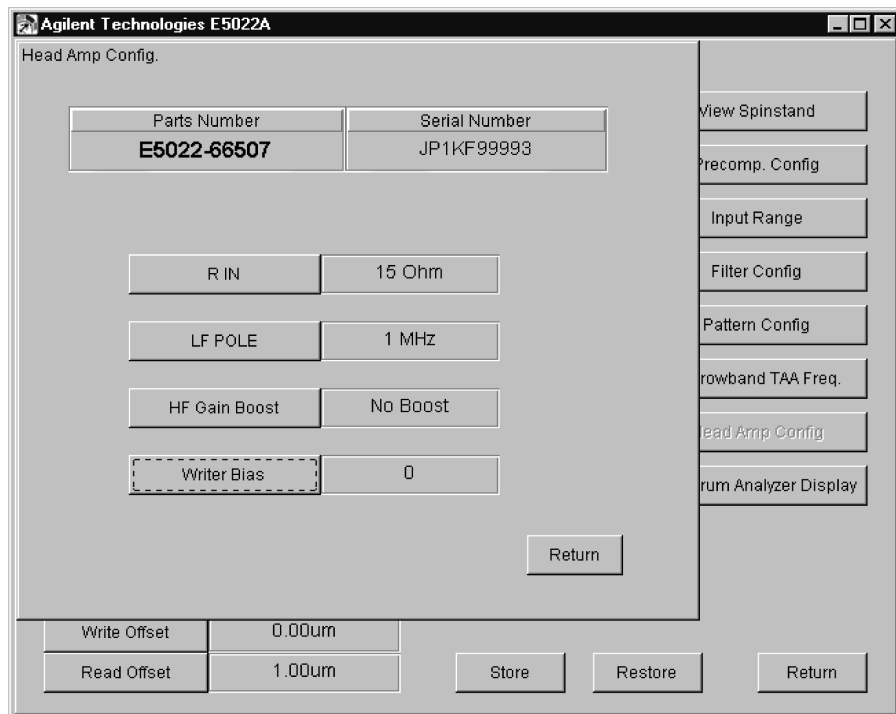 Agilent Technologies E5022A
Head Amp Config.
Parts Number Serial Number
E5022-66507 JP1KF99993
R IN 15 Ohm
LF POLE 1 MHz
HF Gain Boost No Boost
Writer Bias 0
Return
View Spinstand
Precomp. Config
Input Range
Filter Config
Pattern Config
rowband TAA Freq.
Head Amp Config
rum Analyzer Display
Write Offset 0.00um
Read Offset 1.00um
Store Restore Return